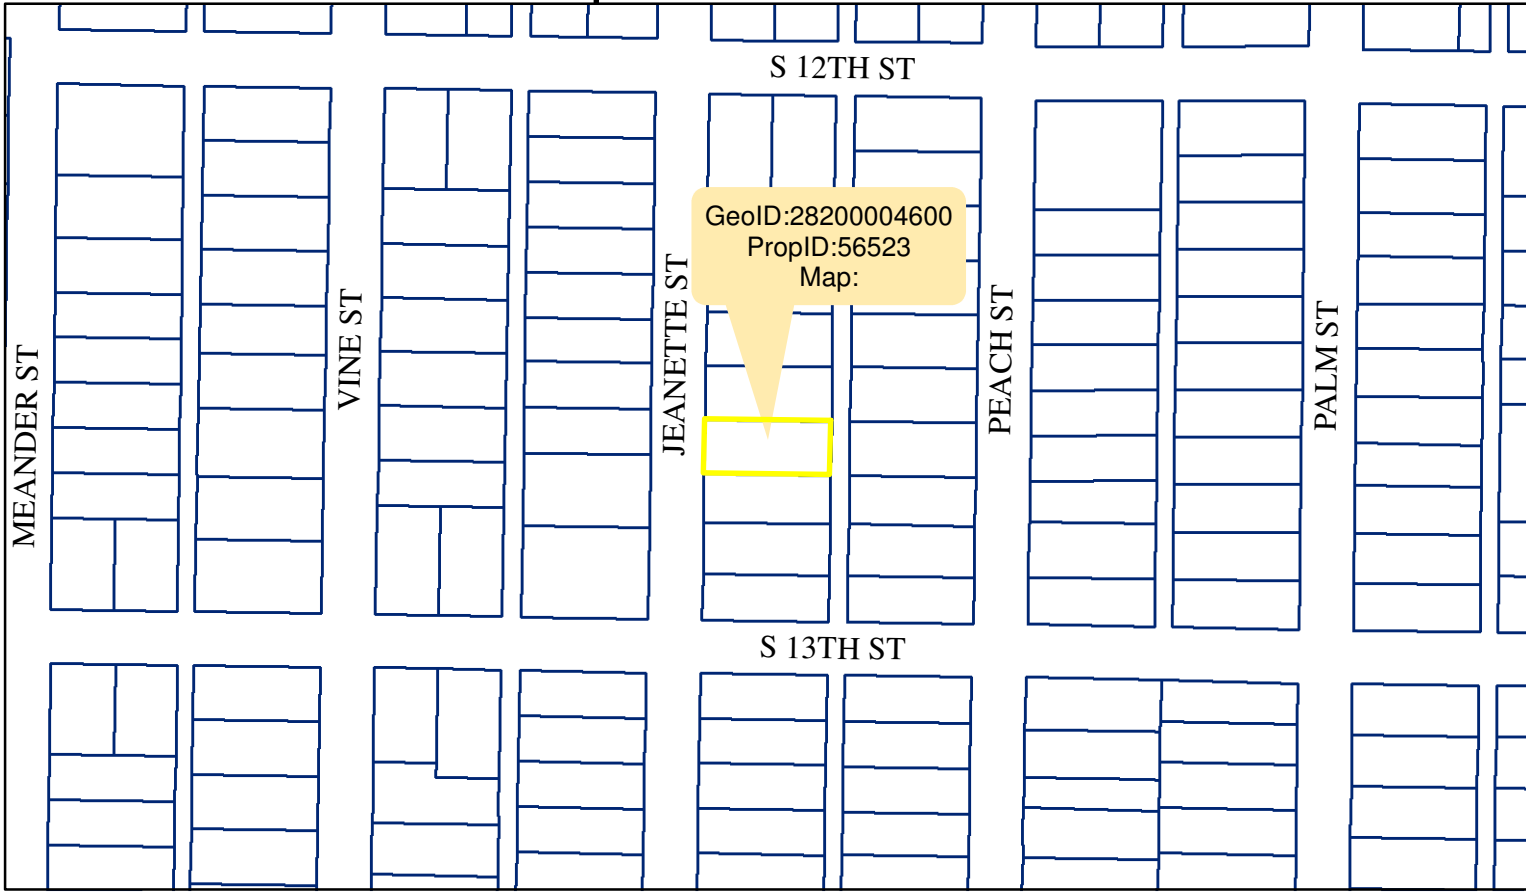 S 12TH ST
GeoID:28200004600
PropID:56523
Map:
MEANDER ST
VINE ST
JEANETTE ST
PEACH ST
PALM ST
S 13TH ST